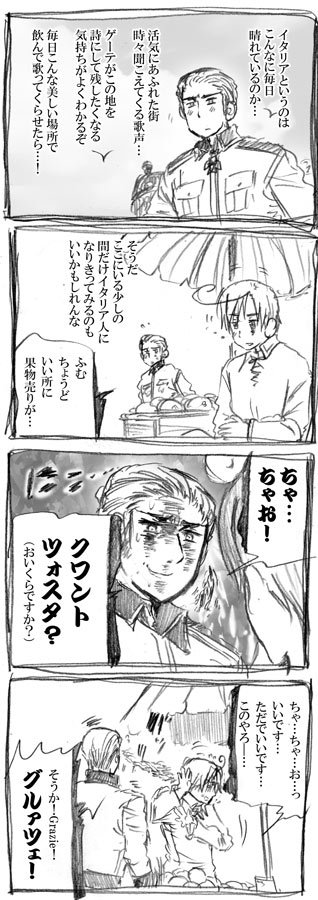 イタリアというのは
こんなに毎日
晴れているのか…
活気にあふれた街
時々聞こえてくる歌声…
ゲーテがこの地を
詩にして残したくなる
気持ちがよくわかるぞ
毎日こんな美しい場所で
飲んで歌ってくらせたら…！
そうだ
ここにいる少しの
間だけイタリア人に
なりきってみるのも
いいかもしれんな
ふむ
ちょうど
いい所に
果物売りが…
ちゃ…
ちゃお！
にこ…
クワント
ツォスタ？
（おいくらですか？）
ちゃ…ちゃ…お…っ
いいです…
ただでいいです…
このやろ……
そうか！Grazie！
グルァツェ！